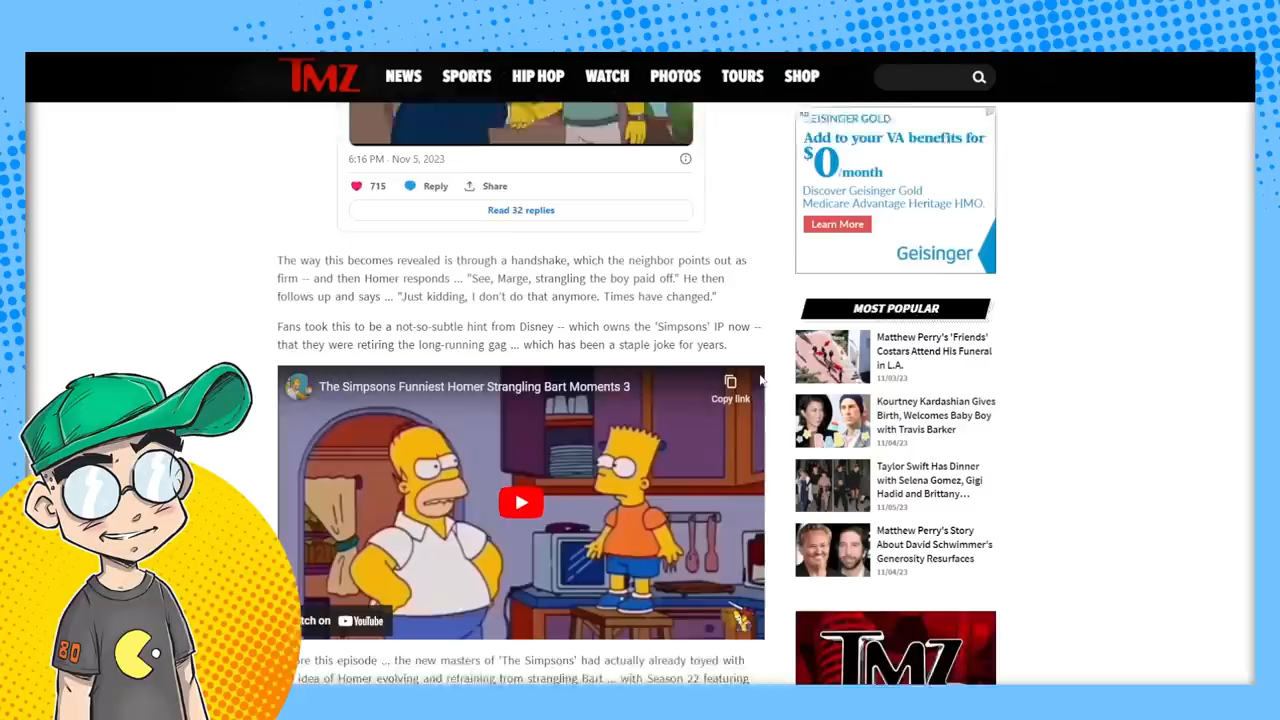 TMZ
NEWS SPORTS HIP HOP WATCH PHOTOS TOURS SHOP
6:16 PM · Nov 5, 2023
715 Reply Share
Read 32 replies
The way this becomes revealed is through a handshake, which the neighbor points out as
firm -- and then Homer responds ... "See, Marge, strangling the boy paid off." He then
follows up and says ... "Just kidding, I don't do that anymore. Times have changed."
Fans took this to be a not-so-subtle hint from Disney -- which owns the 'Simpsons' IP now --
that they were retiring the long-running gag ... which has been a staple joke for years.
The Simpsons Funniest Homer Strangling Bart Moments 3
Copy link
tch on YouTube
re this episode ... the new masters of 'The Simpsons' had actually already toyed with
idea of Homer evolving and refraining from strangling Bart ... with Season 22 featuring
EISINGER GOLD
Add to your VA benefits for
$0/month
Discover Geisinger Gold
Medicare Advantage Heritage HMO.
Learn More
Geisinger
MOST POPULAR
Matthew Perry's 'Friends'
Costars Attend His Funeral
in L.A.
11/03/23
Kourtney Kardashian Gives
Birth, Welcomes Baby Boy
with Travis Barker
11/04/23
Taylor Swift Has Dinner
with Selena Gomez, Gigi
Hadid and Brittany...
11/05/23
Matthew Perry's Story
About David Schwimmer's
Generosity Resurfaces
11/04/23
TMZ
80